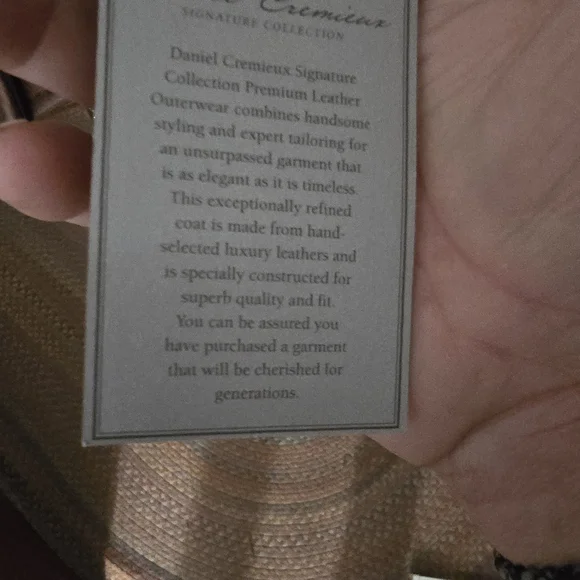 Cremieux
SIGNATURE COLLECTION
Daniel Cremieux Signature
Collection Premium Leather
Outerwear combines handsome
styling and expert tailoring for
an unsurpassed garment that
is as elegant as it is timeless.
This exceptionally refined
coat is made from hand-
selected luxury leathers and
is specially constructed for
superb quality and fit.
You can be assured you
have purchased a garment
that will be cherished for
generations.